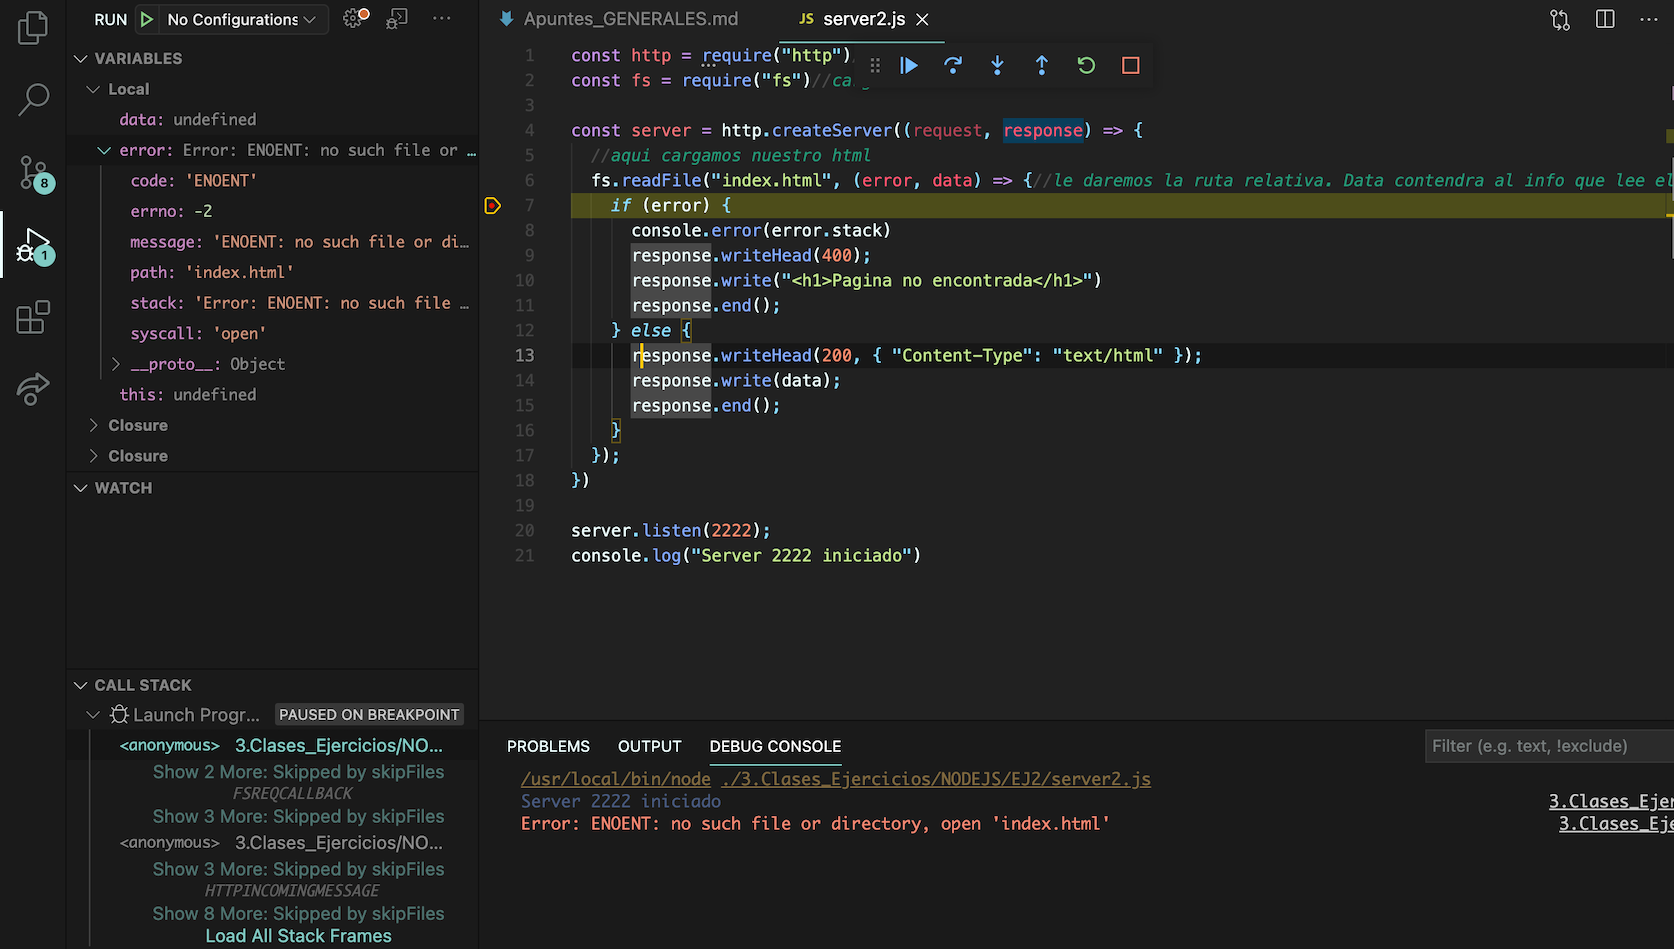 RUN No Configurations
VARIABLES
Local
data: undefined
error: Error: ENOENT: no such file or …
code: 'ENOENT'
errno: -2
message: 'ENOENT: no such file or di…
path: 'index.html'
stack: 'Error: ENOENT: no such file …
syscall: 'open'
__proto__: Object
this: undefined
Closure
Closure
WATCH
CALL STACK
Launch Progr... PAUSED ON BREAKPOINT
<anonymous> 3.Clases_Ejercicios/NO...
Show 2 More: Skipped by skipFiles
FSREQCALLBACK
Show 3 More: Skipped by skipFiles
<anonymous> 3.Clases_Ejercicios/NO...
Show 3 More: Skipped by skipFiles
HTTPINCOMINGMESSAGE
Show 8 More: Skipped by skipFiles
Load All Stack Frames
8
1
Apuntes_GENERALES.md JS server2.js
1 const http = require("http")
2 const fs = require("fs")//ca
3
4 const server = http.createServer((request, response) => {
5 //aqui cargamos nuestro html
6 fs.readFile("index.html", (error, data) => {//le daremos la ruta relativa. Data contendra al info que lee el
7 if (error) {
8 console.error(error.stack)
9 response.writeHead(400);
10 response.write("<h1>Pagina no encontrada</h1>")
11 response.end();
12 } else {
13 response.writeHead(200, { "Content-Type": "text/html" });
14 response.write(data);
15 response.end();
16 }
17 });
18 })
19
20 server.listen(2222);
21 console.log("Server 2222 iniciado")
PROBLEMS OUTPUT DEBUG CONSOLE Filter (e.g. text, !exclude)
/usr/local/bin/node ./3.Clases_Ejercicios/NODEJS/EJ2/server2.js
Server 2222 iniciado 3.Clases_Ejer
Error: ENOENT: no such file or directory, open 'index.html' 3.Clases_Eje